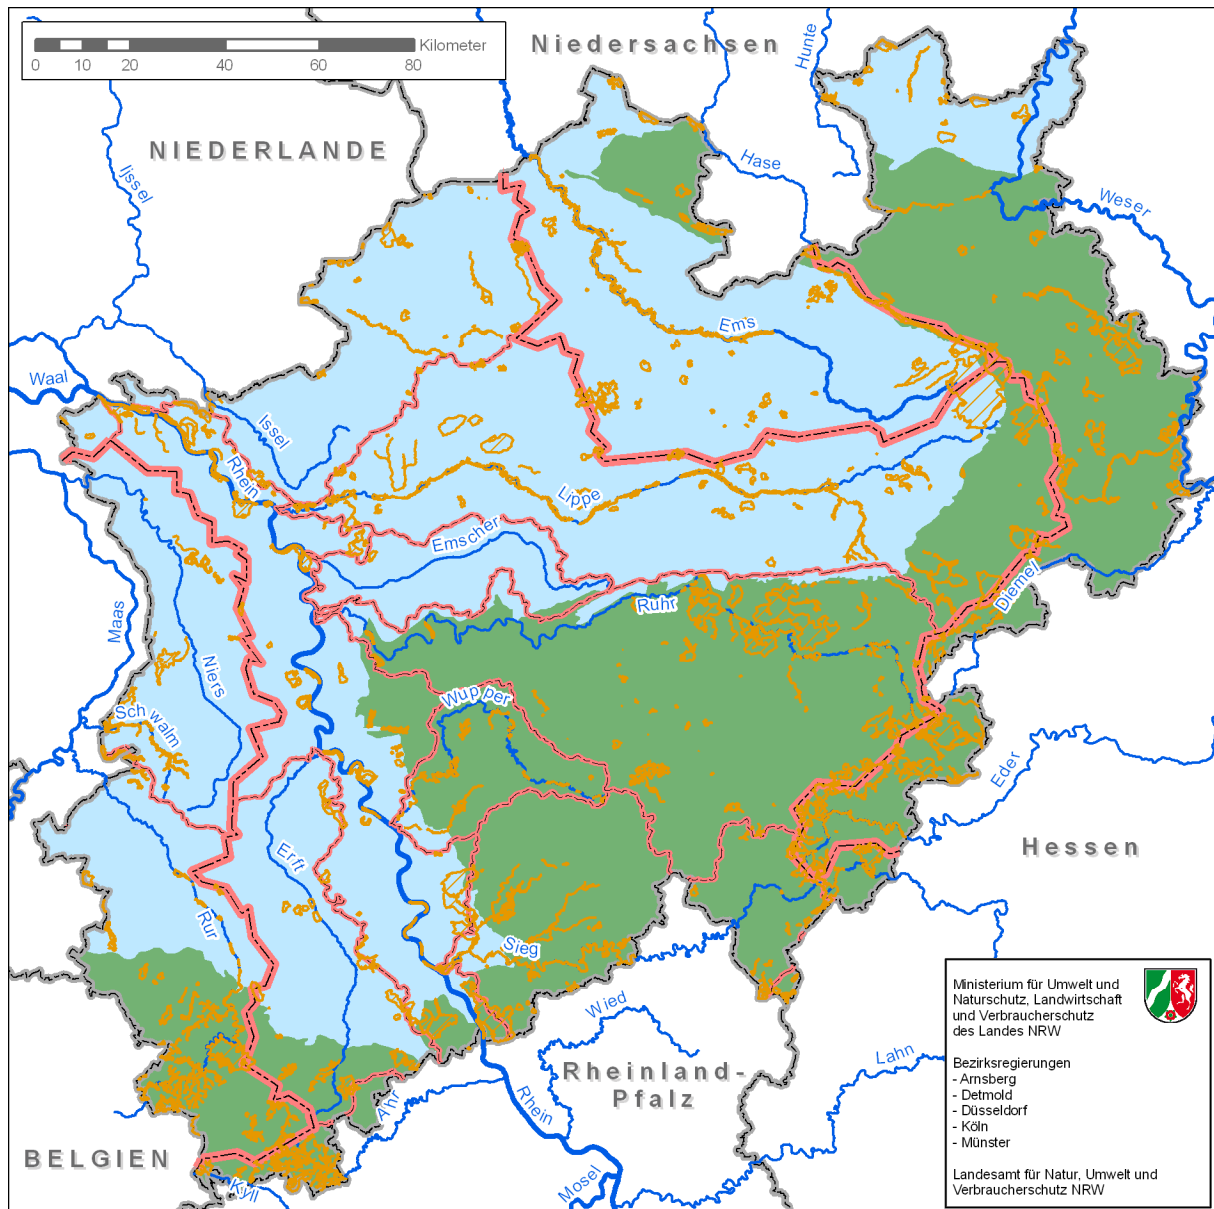 Kilometer
0 10 20 40 60 80
Niedersachsen
Hunte
NIEDERLANDE
Ijssel
Hase
Weser
Ems
Waal
Issel
Rhein
Lippe
Emscher
Maas
Ruhr
Diemel
Niers
Wupper
Schwalm
Eder
Hessen
Erft
Rur
Sieg
Wied
Lahn
Rheinland-
Pfalz
Ahr
Rhein
BELGIEN
Kyll
Mosel
Ministerium für Umwelt und
Naturschutz, Landwirtschaft
und Verbraucherschutz
des Landes NRW
Bezirksregierungen
- Arnsberg
- Detmold
- Düsseldorf
- Köln
- Münster
Landesamt für Natur, Umwelt und
Verbraucherschutz NRW